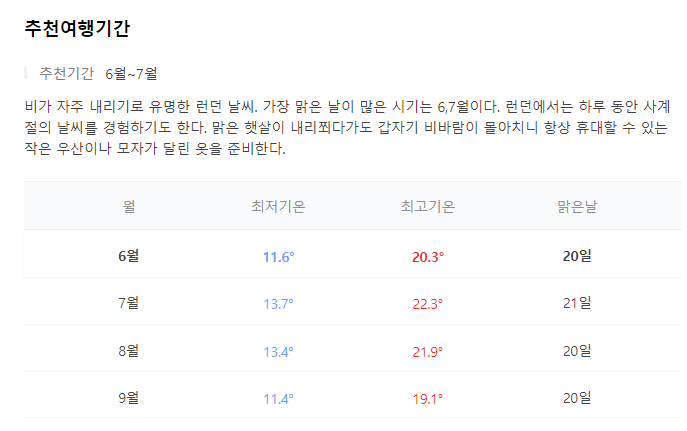 추천여행기간
추천기간 6월~7월
비가 자주 내리기로 유명한 런던 날씨. 가장 맑은 날이 많은 시기는 6,7월이다. 런던에서는 하루 동안 사계
절의 날씨를 경험하기도 한다. 맑은 햇살이 내리쬐다가도 갑자기 비바람이 몰아치니 항상 휴대할 수 있는
작은 우산이나 모자가 달린 옷을 준비한다.
월 최저기온 최고기온 맑은날
6월 11.6° 20.3° 20일
7월 13.7° 22.3° 21일
8월 13.4° 21.9° 20일
9월 11.4° 19.1° 20일